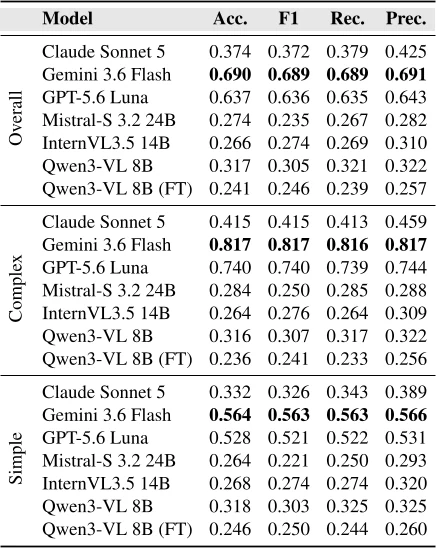 Model Acc. F1 Rec. Prec.
Overall
Claude Sonnet 5 0.374 0.372 0.379 0.425
Gemini 3.6 Flash 0.690 0.689 0.689 0.691
GPT-5.6 Luna 0.637 0.636 0.635 0.643
Mistral-S 3.2 24B 0.274 0.235 0.267 0.282
InternVL3.5 14B 0.266 0.274 0.269 0.310
Qwen3-VL 8B 0.317 0.305 0.321 0.322
Qwen3-VL 8B (FT) 0.241 0.246 0.239 0.257
Complex
Claude Sonnet 5 0.415 0.415 0.413 0.459
Gemini 3.6 Flash 0.817 0.817 0.816 0.817
GPT-5.6 Luna 0.740 0.740 0.739 0.744
Mistral-S 3.2 24B 0.284 0.250 0.285 0.288
InternVL3.5 14B 0.264 0.276 0.264 0.309
Qwen3-VL 8B 0.316 0.307 0.317 0.322
Qwen3-VL 8B (FT) 0.236 0.241 0.233 0.256
Simple
Claude Sonnet 5 0.332 0.326 0.343 0.389
Gemini 3.6 Flash 0.564 0.563 0.563 0.566
GPT-5.6 Luna 0.528 0.521 0.522 0.531
Mistral-S 3.2 24B 0.264 0.221 0.250 0.293
InternVL3.5 14B 0.268 0.274 0.274 0.320
Qwen3-VL 8B 0.318 0.303 0.325 0.325
Qwen3-VL 8B (FT) 0.246 0.250 0.244 0.260